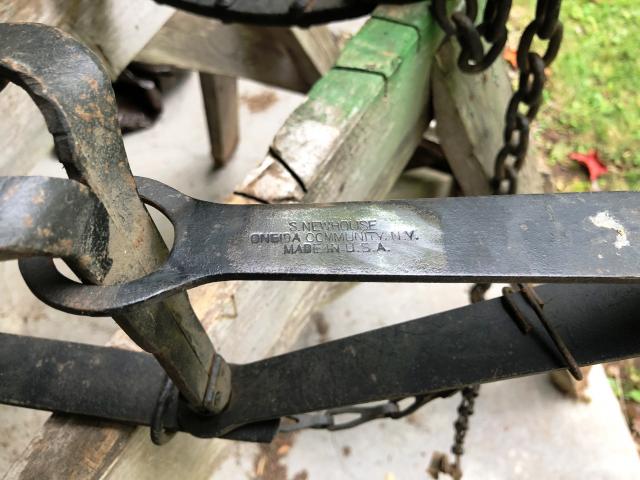 S. NEWHOUSE
ONEIDA COMMUNITY, N.Y.
MADE IN U.S.A.